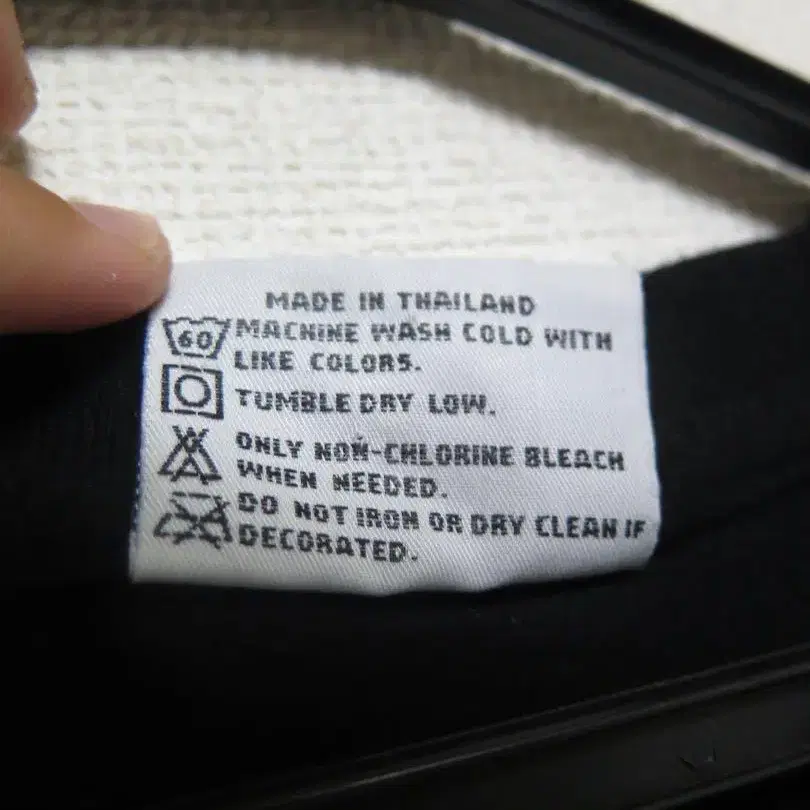 MADE IN THAILAND
60 MACHINE WASH COLD WITH
LIKE COLORS.
TUMBLE DRY LOW.
ONLY NON-CHLORINE BLEACH
WHEN NEEDED.
DO NOT IRON OR DRY CLEAN IF
DECORATED.